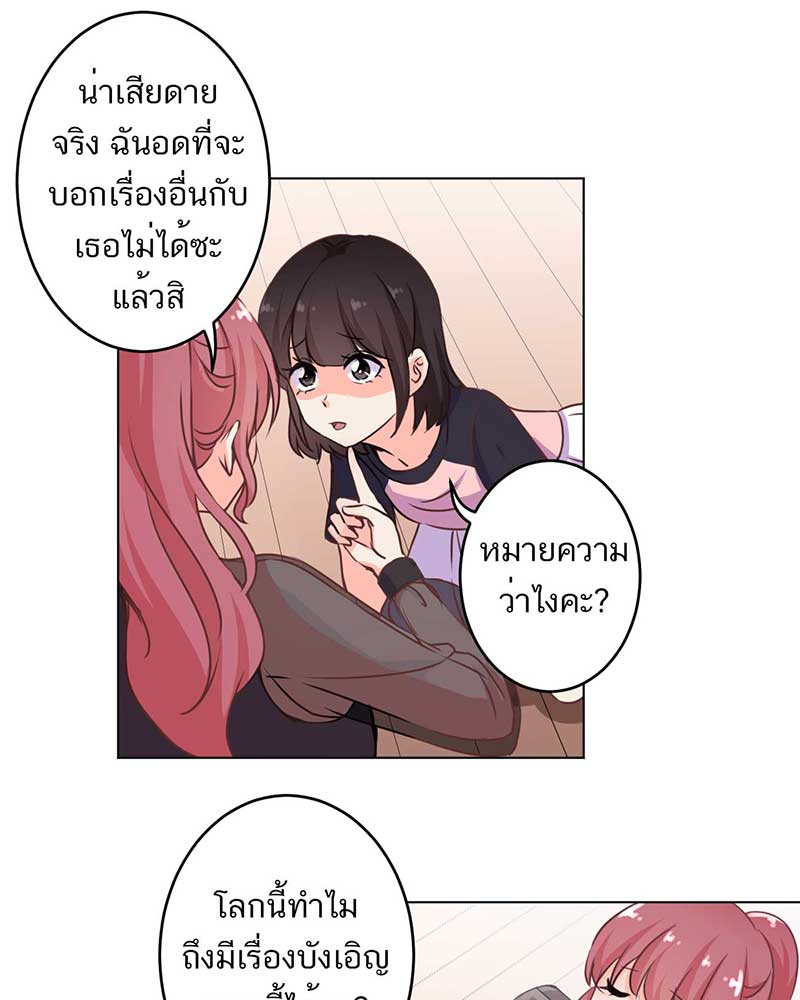 น่าเสียดาย
จริง ฉันอดที่จะ
บอกเรื่องอื่นกับ
เธอไม่ได้ซะ
แล้วสิ
หมายความ
ว่าไงคะ?
โลกนี้ทำไม
ถึงมีเรื่องบังเอิญ